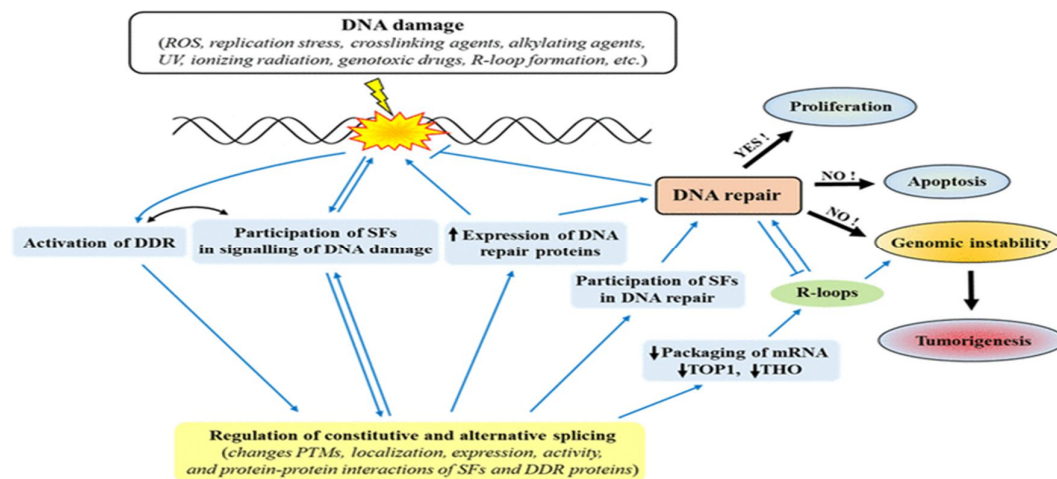 DNA damage
(ROS, replication stress, crosslinking agents, alkylating agents,
UV, ionizing radiation, genotoxic drugs, R-loop formation, etc.)
Proliferation
YES !
NO !
Apoptosis
DNA repair
NO !
Genomic instability
Activation of DDR
Participation of SFs
in signalling of DNA damage
⬆Expression of DNA
repair proteins
Participation of SFs
in DNA repair
R-loops
Tumorigenesis
⬇Packaging of mRNA
⬇TOP1, ⬇THO
Regulation of constitutive and alternative splicing
(changes PTMs, localization, expression, activity,
and protein-protein interactions of SFs and DDR proteins)